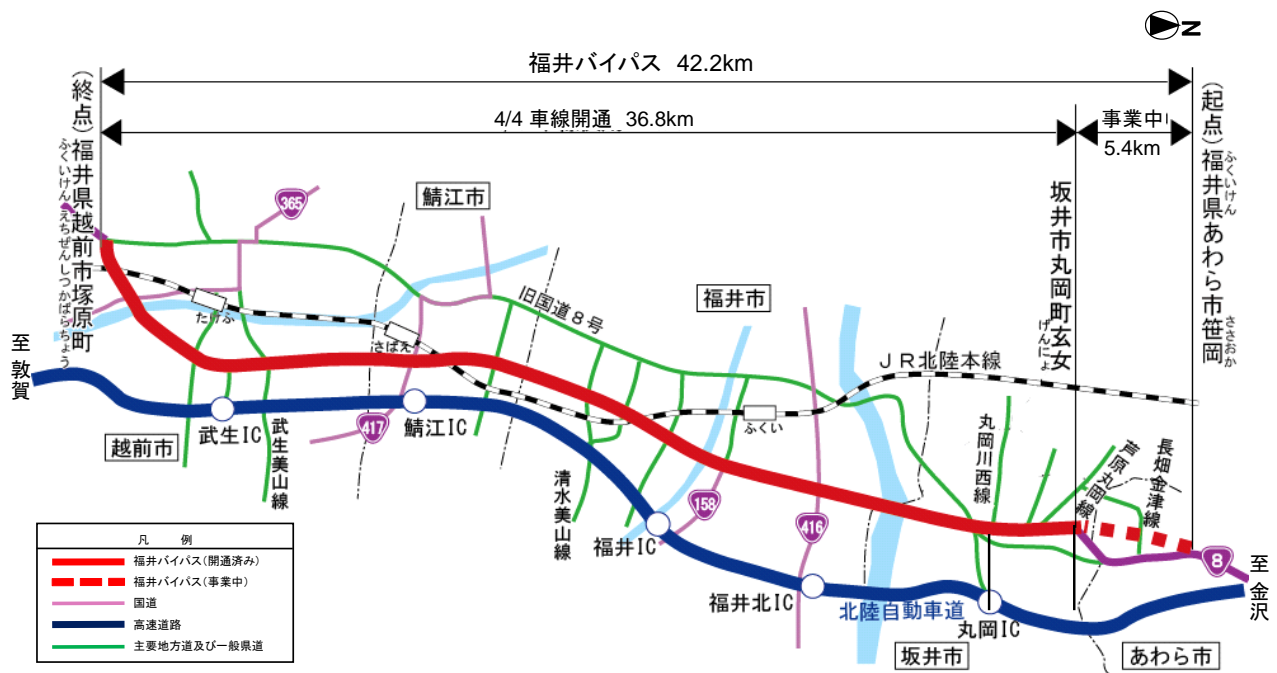 N
福井バイパス 42.2km
4/4 車線開通 36.8km
事業中
5.4km
(終点)福井県越前市塚原町
ふくいけんえちぜんしつかばらちょう
(起点)福井県あわら市笹岡
ふくいけん
ささおか
坂井市丸岡町玄女
げんにょ
365
鯖江市
福井市
旧国道8号
JR北陸本線
たけふ
さばえ
ふくい
至敦賀
武生IC
鯖江IC
越前市
武生美山線
417
清水美山線
158
416
福井IC
福井北IC
北陸自動車道
丸岡川西線
芦原丸岡線
長畑金津線
8
至金沢
丸岡IC
坂井市
あわら市
凡 例
福井バイパス(開通済み)
福井バイパス(事業中)
国道
高速道路
主要地方道及び一般県道